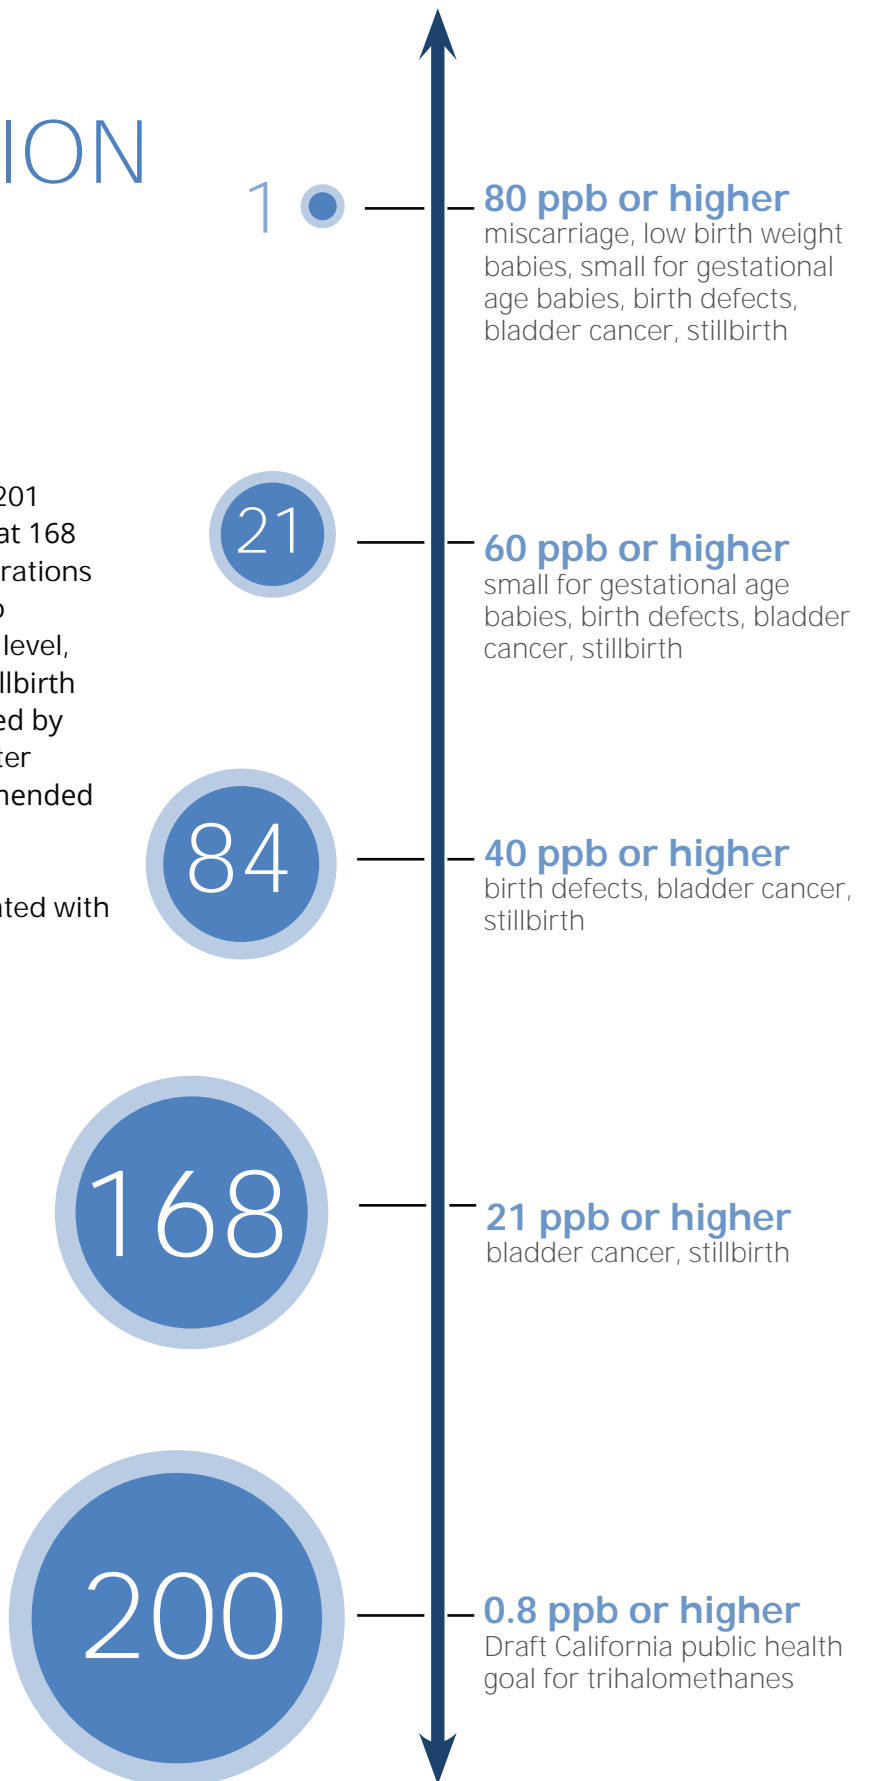 ION
1
80 ppb or higher
miscarriage, low birth weight
babies, small for gestational
age babies, birth defects,
bladder cancer, stillbirth
201
at 168
rations
level,
llbirth
ed by
ter
mended
ated with
21
60 ppb or higher
small for gestational age
babies, birth defects, bladder
cancer, stillbirth
84
40 ppb or higher
birth defects, bladder cancer,
stillbirth
168
21 ppb or higher
bladder cancer, stillbirth
200
0.8 ppb or higher
Draft California public health
goal for trihalomethanes